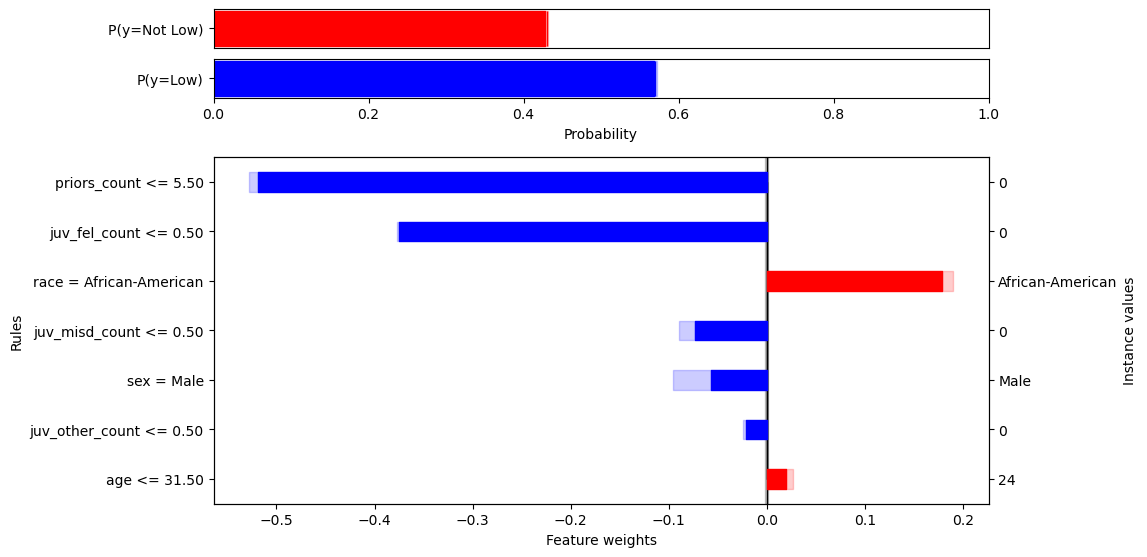 P(y=Not Low)
P(y=Low)
0.0 0.2 0.4 0.6 0.8 1.0
Probability
priors_count <= 5.50 0
juv_fel_count <= 0.50 0
race = African-American African-American
juv_misd_count <= 0.50 0
sex = Male Male
juv_other_count <= 0.50 0
age <= 31.50 24
Rules
Instance values
−0.5 −0.4 −0.3 −0.2 −0.1 0.0 0.1 0.2
Feature weights